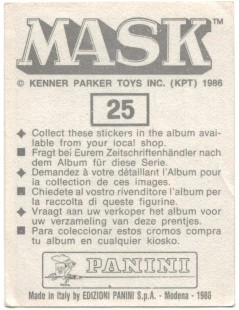 MASK™
© KENNER PARKER TOYS INC. (KPT) 1986
25
Collect these stickers in the album avai-
lable from your local shop.
Fragt bei Eurem Zeitschriftenhändler nach
dem Album für diese Serie.
Demandez à votre détaillant l'Album pour
la collection de ces images.
Chiedete al vostro rivenditore l'album per
la raccolta di queste figurine.
Vraagt aan uw verkoper het album voor
uw verzameling van deze prentjes.
Para coleccionar estos cromos compra
tu album en cualquier kiosko.
PANINI
Made in Italy by EDIZIONI PANINI S.p.A. - Modena - 1986